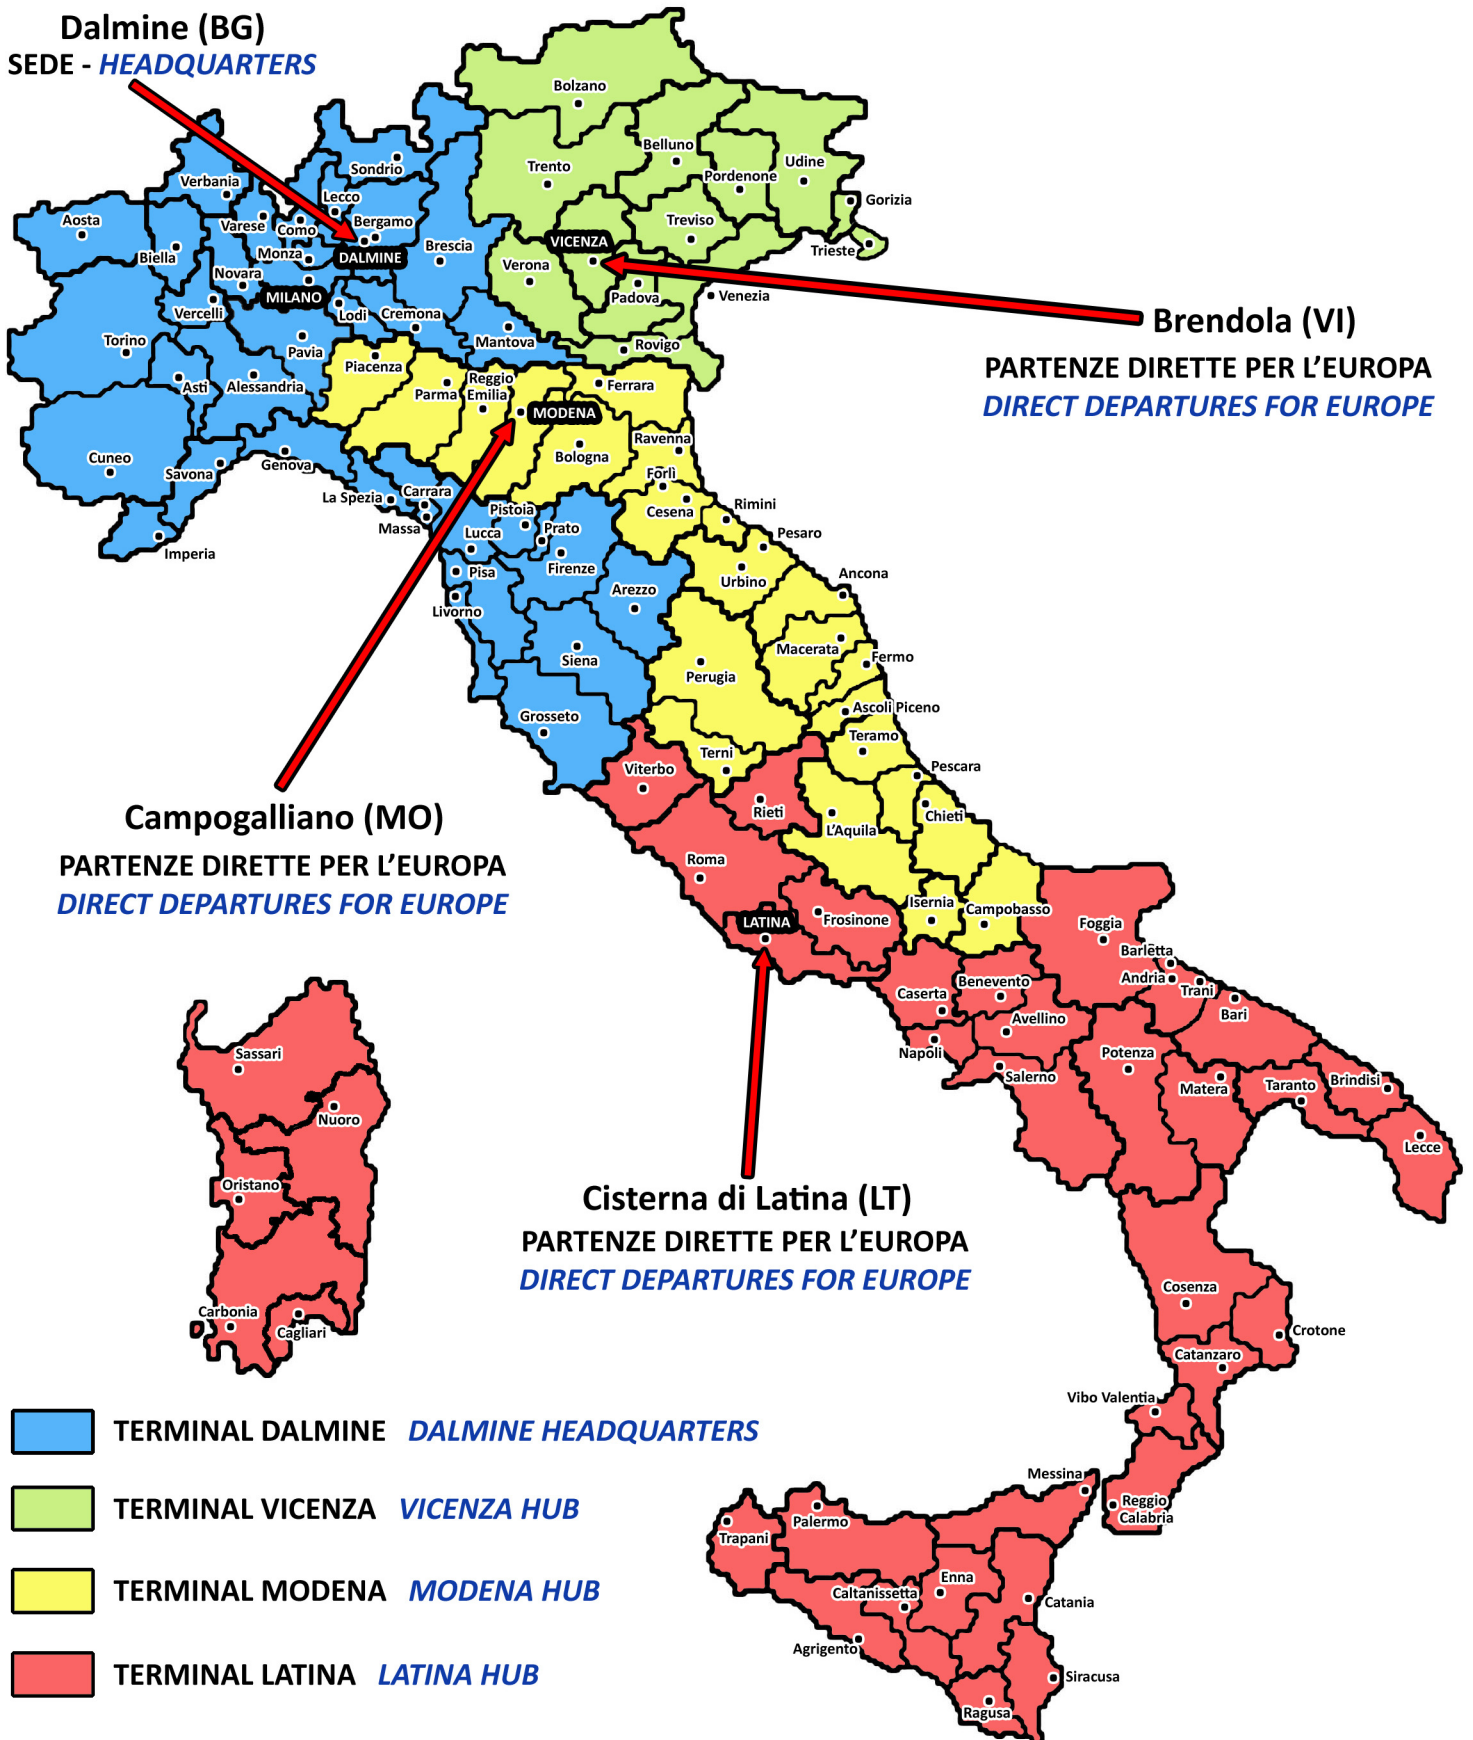 Dalmine (BG)
SEDE - HEADQUARTERS
Bolzano
Belluno
Trento
Pordenone
Udine
Sondrio
Verbania
Lecco
Gorizia
Aosta
Varese
Como
Bergamo
Treviso
Brescia
VICENZA
Trieste
Biella
Monza
DALMINE
Verona
Novara
Padova
Venezia
MILANO
Vercelli
Lodi
Cremona
Brendola (VI)
PARTENZE DIRETTE PER L’EUROPA
DIRECT DEPARTURES FOR EUROPE
Torino
Pavia
Mantova
Rovigo
Piacenza
Asti
Alessandria
Parma
Reggio
Emilia
Ferrara
MODENA
Ravenna
Cuneo
Savona
Genova
Bologna
Forlì
La Spezia
Carrara
Cesena
Rimini
Massa
Pistoia
Lucca
Prato
Pesaro
Imperia
Firenze
Pisa
Urbino
Ancona
Livorno
Arezzo
Macerata
Siena
Perugia
Fermo
Grosseto
Ascoli Piceno
Teramo
Terni
Viterbo
Pescara
Rieti
Chieti
L’Aquila
Campogalliano (MO)
PARTENZE DIRETTE PER L’EUROPA
DIRECT DEPARTURES FOR EUROPE
Roma
Isernia
Campobasso
LATINA
Frosinone
Foggia
Barletta
Andria
Trani
Bari
Benevento
Caserta
Avellino
Napoli
Salerno
Potenza
Matera
Taranto
Brindisi
Lecce
Sassari
Nuoro
Oristano
Carbonia
Cagliari
Cisterna di Latina (LT)
PARTENZE DIRETTE PER L’EUROPA
DIRECT DEPARTURES FOR EUROPE
Cosenza
Crotone
Catanzaro
Vibo Valentia
Messina
Reggio
Calabria
Palermo
Trapani
Enna
Caltanissetta
Catania
Agrigento
Siracusa
Ragusa
TERMINAL DALMINE DALMINE HEADQUARTERS
TERMINAL VICENZA VICENZA HUB
TERMINAL MODENA MODENA HUB
TERMINAL LATINA LATINA HUB